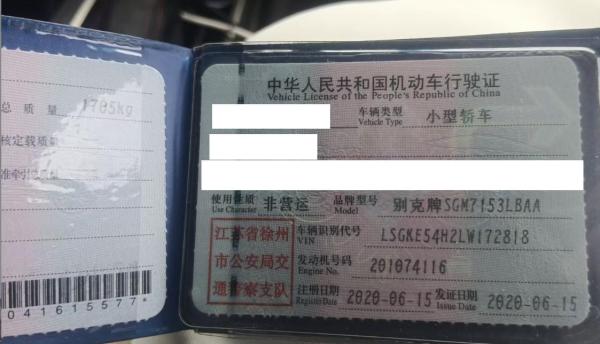 总质量 1705kg
核定载质量
准牵引总质量
041615577*
中华人民共和国机动车行驶证
Vehicle License of the People's Republic of China
车辆类型 小型轿车
Vehicle Type
使用性质 非营运 品牌型号 别克牌SGM7153LBAA
Use Character Model
江苏省徐州 车辆识别代号 LSGKE54H2LW172818
VIN
市公安局交 发动机号码 201074116
Engine No.
通警察支队 注册日期 2020-06-15 发证日期 2020-06-15
Register Date Issue Date